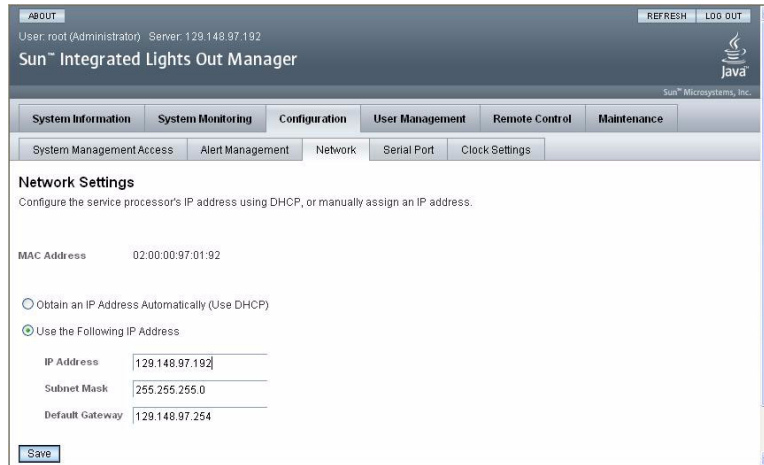 ABOUT
REFRESH LOG OUT
User: root (Administrator) Server: 129.148.97.192
Sun™ Integrated Lights Out Manager
Java™
Sun™ Microsystems, Inc.
System Information System Monitoring Configuration User Management Remote Control Maintenance
System Management Access Alert Management Network Serial Port Clock Settings
Network Settings
Configure the service processor's IP address using DHCP, or manually assign an IP address.
MAC Address 02:00:00:97:01:92
Obtain an IP Address Automatically (Use DHCP)
Use the Following IP Address
IP Address 129.148.97.192
Subnet Mask 255.255.255.0
Default Gateway 129.148.97.254
Save